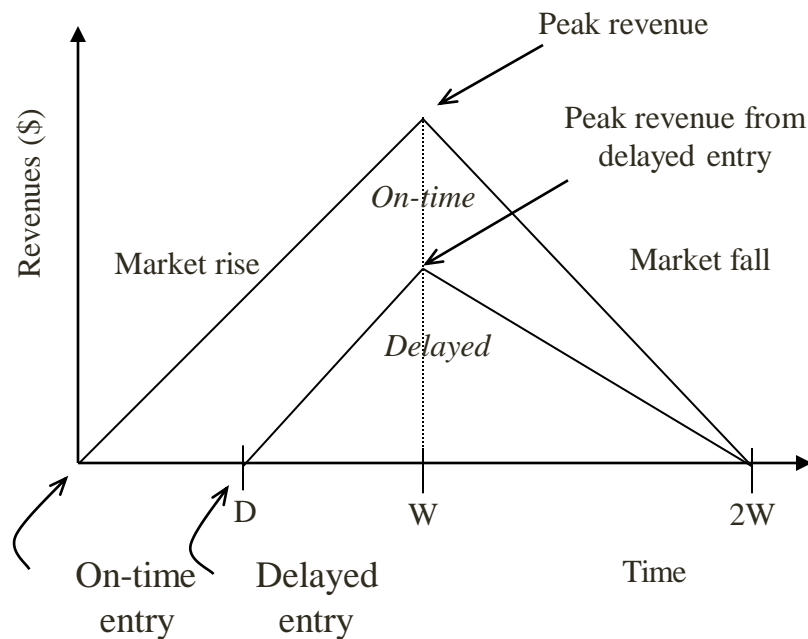 Peak revenue
Peak revenue from
delayed entry
Revenues ($)
On-time
Market rise
Market fall
Delayed
D
W
2W
On-time
entry
Delayed
entry
Time